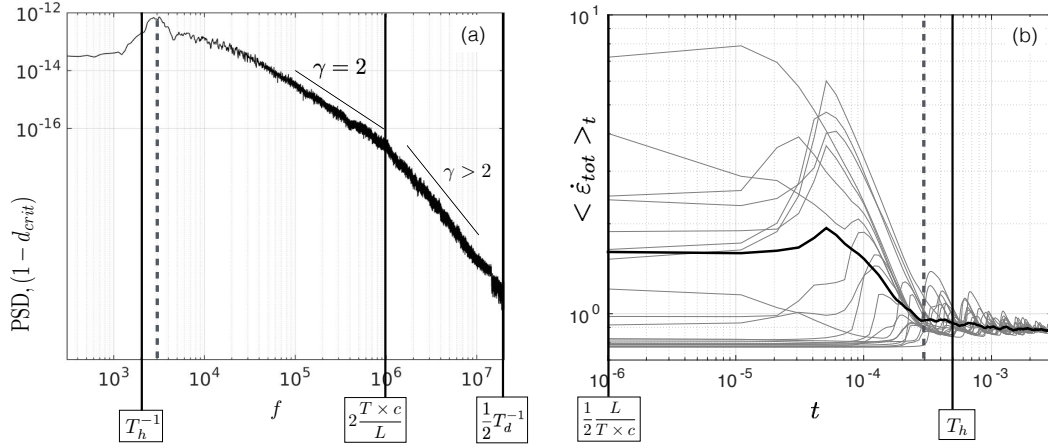 (a)
10^-12
10^-14
10^-16
PSD, (1 − d_crit)
γ = 2
γ > 2
10^3 10^4 10^5 10^6 10^7
f
T_h^-1
2 T × c / L
1/2 T_d^-1
(b)
10^1
10^0
< ε̇_tot >_t
10^-6 10^-5 10^-4 10^-3
t
1/2 L / T × c
T_h